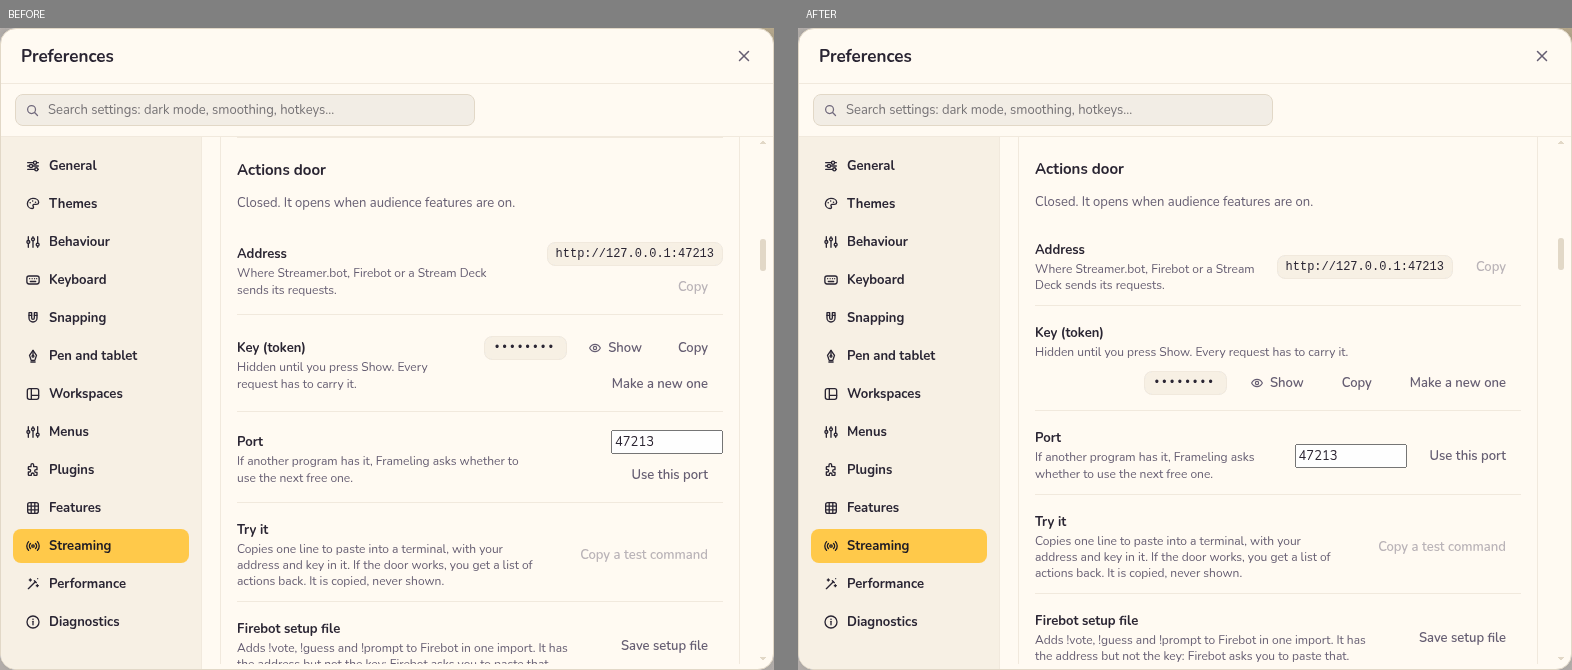 BEFORE
Preferences
Search settings: dark mode, smoothing, hotkeys...
General
Themes
Behaviour
Keyboard
Snapping
Pen and tablet
Workspaces
Menus
Plugins
Features
Streaming
Performance
Diagnostics
Actions door
Closed. It opens when audience features are on.
Address
http://127.0.0.1:47213
Where Streamer.bot, Firebot or a Stream Deck
sends its requests.
Copy
Key (token)
•••••••• Show Copy
Hidden until you press Show. Every
request has to carry it.
Make a new one
Port
47213
If another program has it, Frameling asks whether to
use the next free one.
Use this port
Try it
Copies one line to paste into a terminal, with your
address and key in it. If the door works, you get a list of
actions back. It is copied, never shown.
Copy a test command
Firebot setup file
Adds !vote, !guess and !prompt to Firebot in one import. It has
the address but not the key: Firebot asks you to paste that.
Save setup file
AFTER
Preferences
Search settings: dark mode, smoothing, hotkeys...
General
Themes
Behaviour
Keyboard
Snapping
Pen and tablet
Workspaces
Menus
Plugins
Features
Streaming
Performance
Diagnostics
Actions door
Closed. It opens when audience features are on.
Address
Where Streamer.bot, Firebot or a Stream
Deck sends its requests.
http://127.0.0.1:47213 Copy
Key (token)
Hidden until you press Show. Every request has to carry it.
•••••••• Show Copy Make a new one
Port
If another program has it, Frameling asks
whether to use the next free one.
47213 Use this port
Try it
Copies one line to paste into a terminal, with your
address and key in it. If the door works, you get a list of
actions back. It is copied, never shown.
Copy a test command
Firebot setup file
Adds !vote, !guess and !prompt to Firebot in one import. It has
the address but not the key: Firebot asks you to paste that.
Save setup file